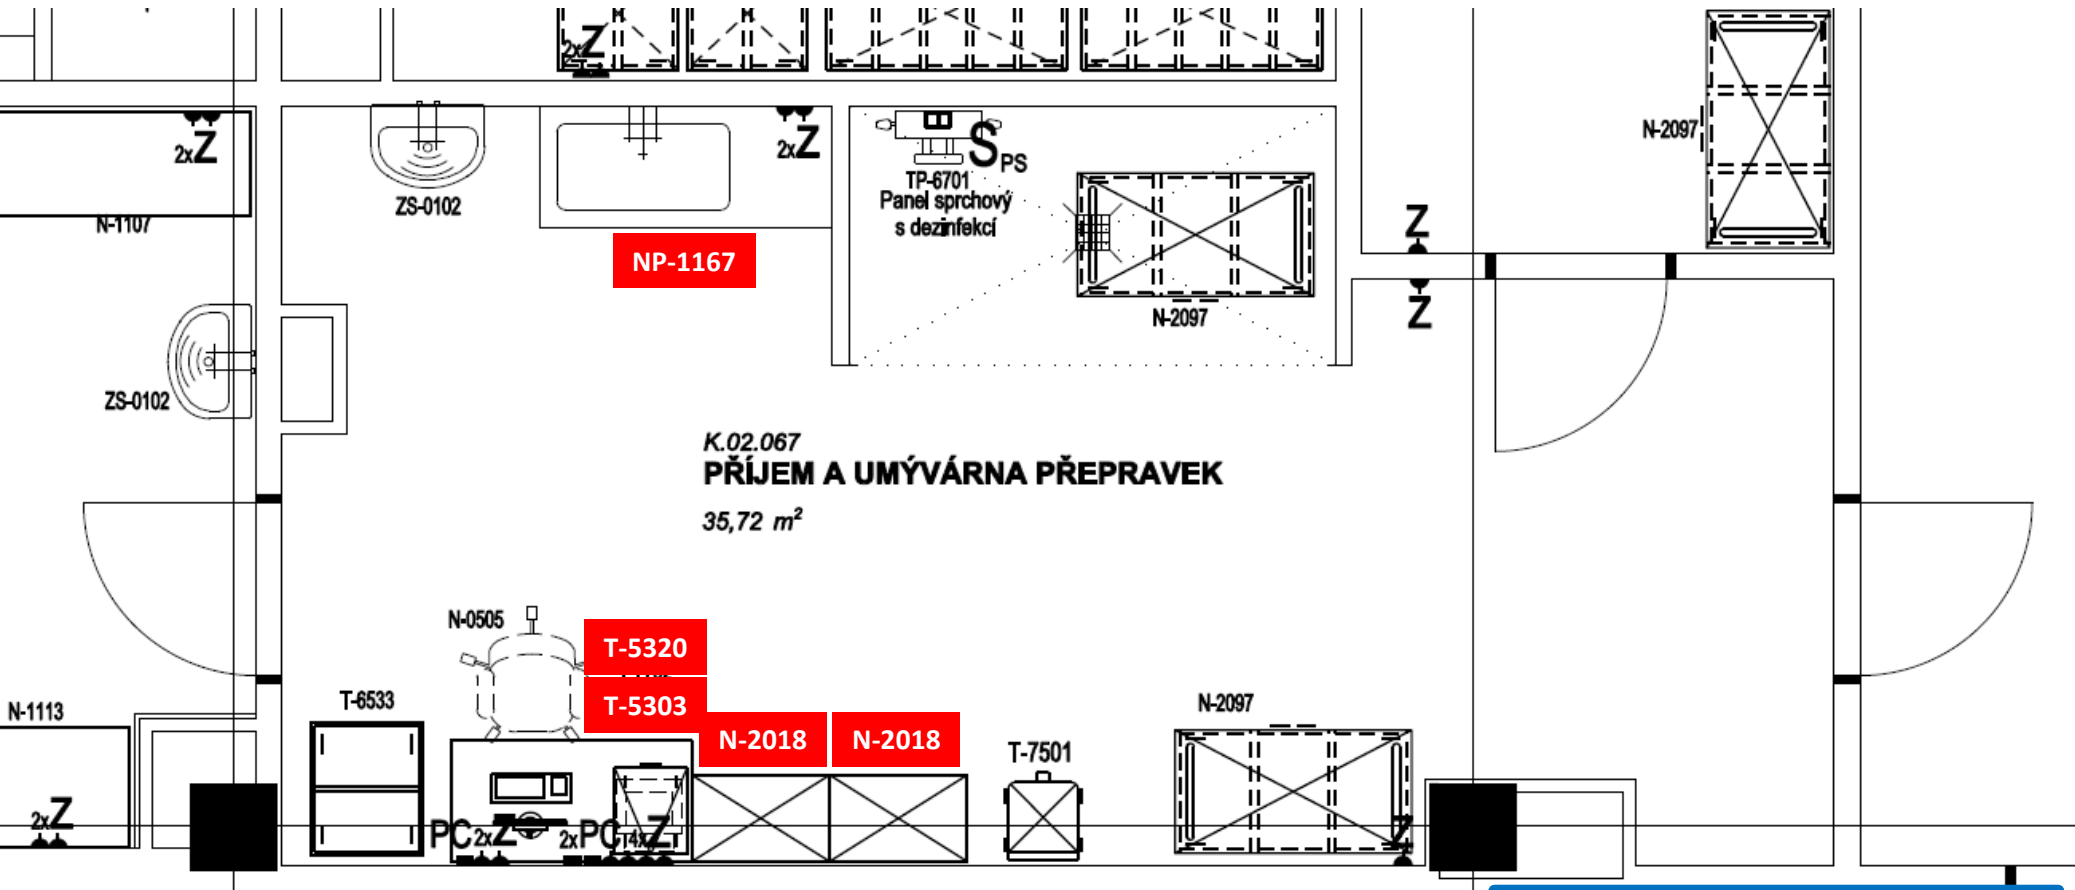 2xZ
2xZ
N-1107
ZS-0102
2xZ
NP-1167
S PS
TP-6701
Panel sprchový
s dezinfekcí
N-2097
N-2097
Z
Z
ZS-0102
K.02.067
PŘÍJEM A UMÝVÁRNA PŘEPRAVEK
35,72 m²
N-0505
T-5320
T-5303
N-1113
T-6533
N-2018
N-2018
T-7501
N-2097
2xZ
PC 2xZ
2xPC 4xZ
Z